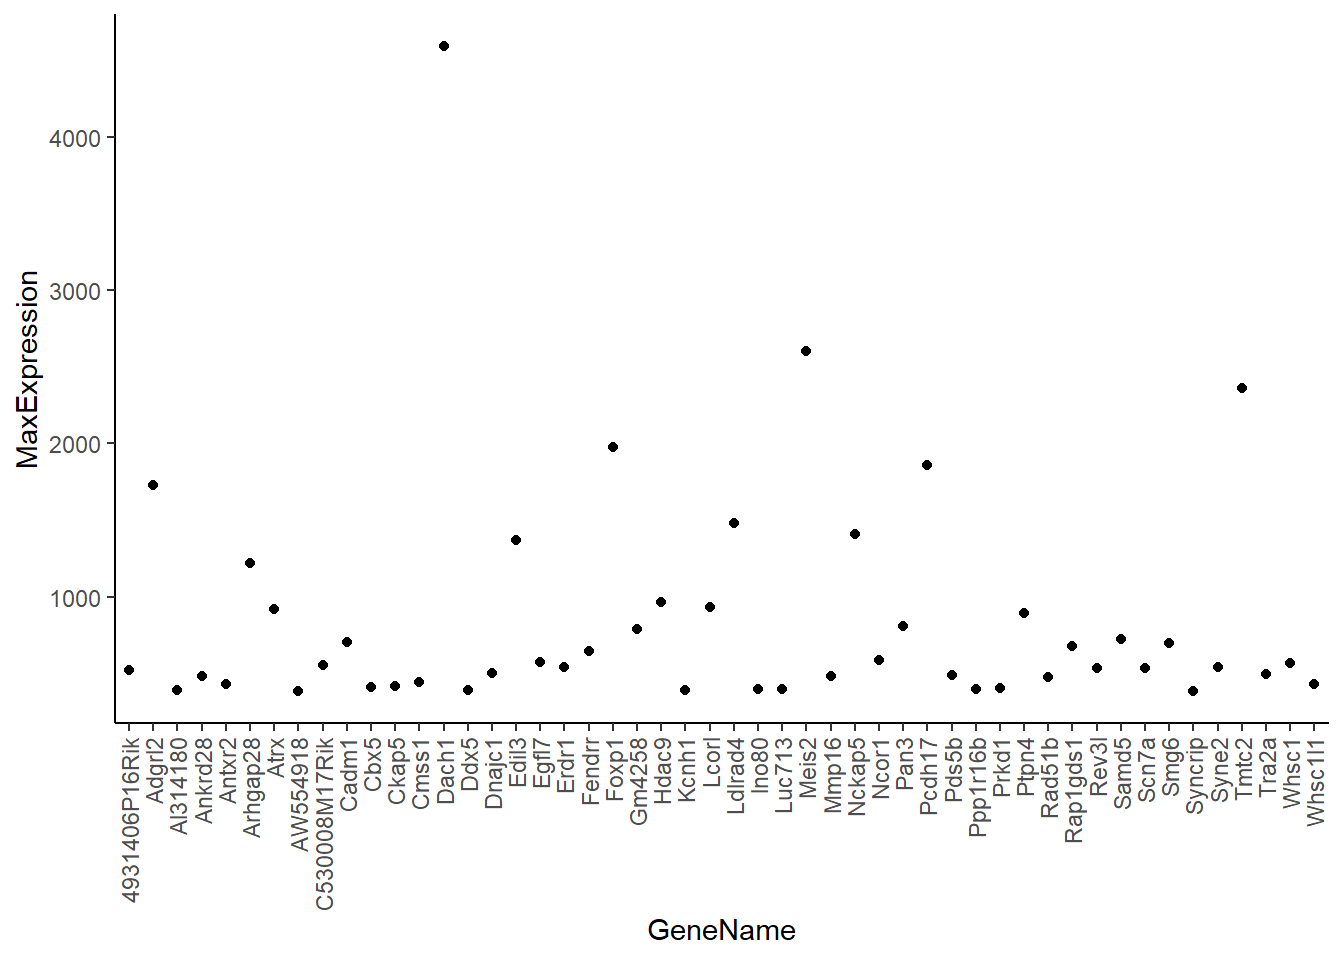 MaxExpression
4000
3000
2000
1000
4931406P16Rik
Adgrl2
AI314180
Ankrd28
Antxr2
Arhgap28
Atrx
AW554918
C530008M17Rik
Cadm1
Cbx5
Ckap5
Cmss1
Dach1
Ddx5
Dnajc1
Edil3
Egfl7
Erdr1
Fendrr
Foxp1
Gm4258
Hdac9
Kcnh1
Lcorl
Ldlrad4
Ino80
Luc713
Meis2
Mmp16
Nckap5
Ncor1
Pan3
Pcdh17
Pds5b
Ppp1r16b
Prkd1
Ptpn4
Rad51b
Rap1gds1
Rev3l
Samd5
Scn7a
Smg6
Syncrip
Syne2
Tmtc2
Tra2a
Whsc1
Whsc1l1
GeneName